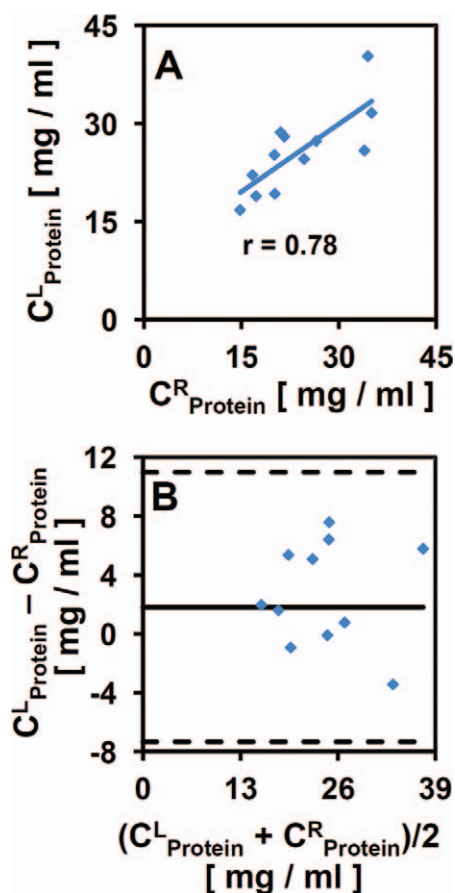 45
30
15
0
A
r = 0.78
C^L_Protein [ mg / ml ]
0 15 30 45
C^R_Protein [ mg / ml ]
12
8
4
0
-4
-8
B
C^L_Protein – C^R_Protein
[ mg / ml ]
0 13 26 39
(C^L_Protein + C^R_Protein)/2
[ mg / ml ]